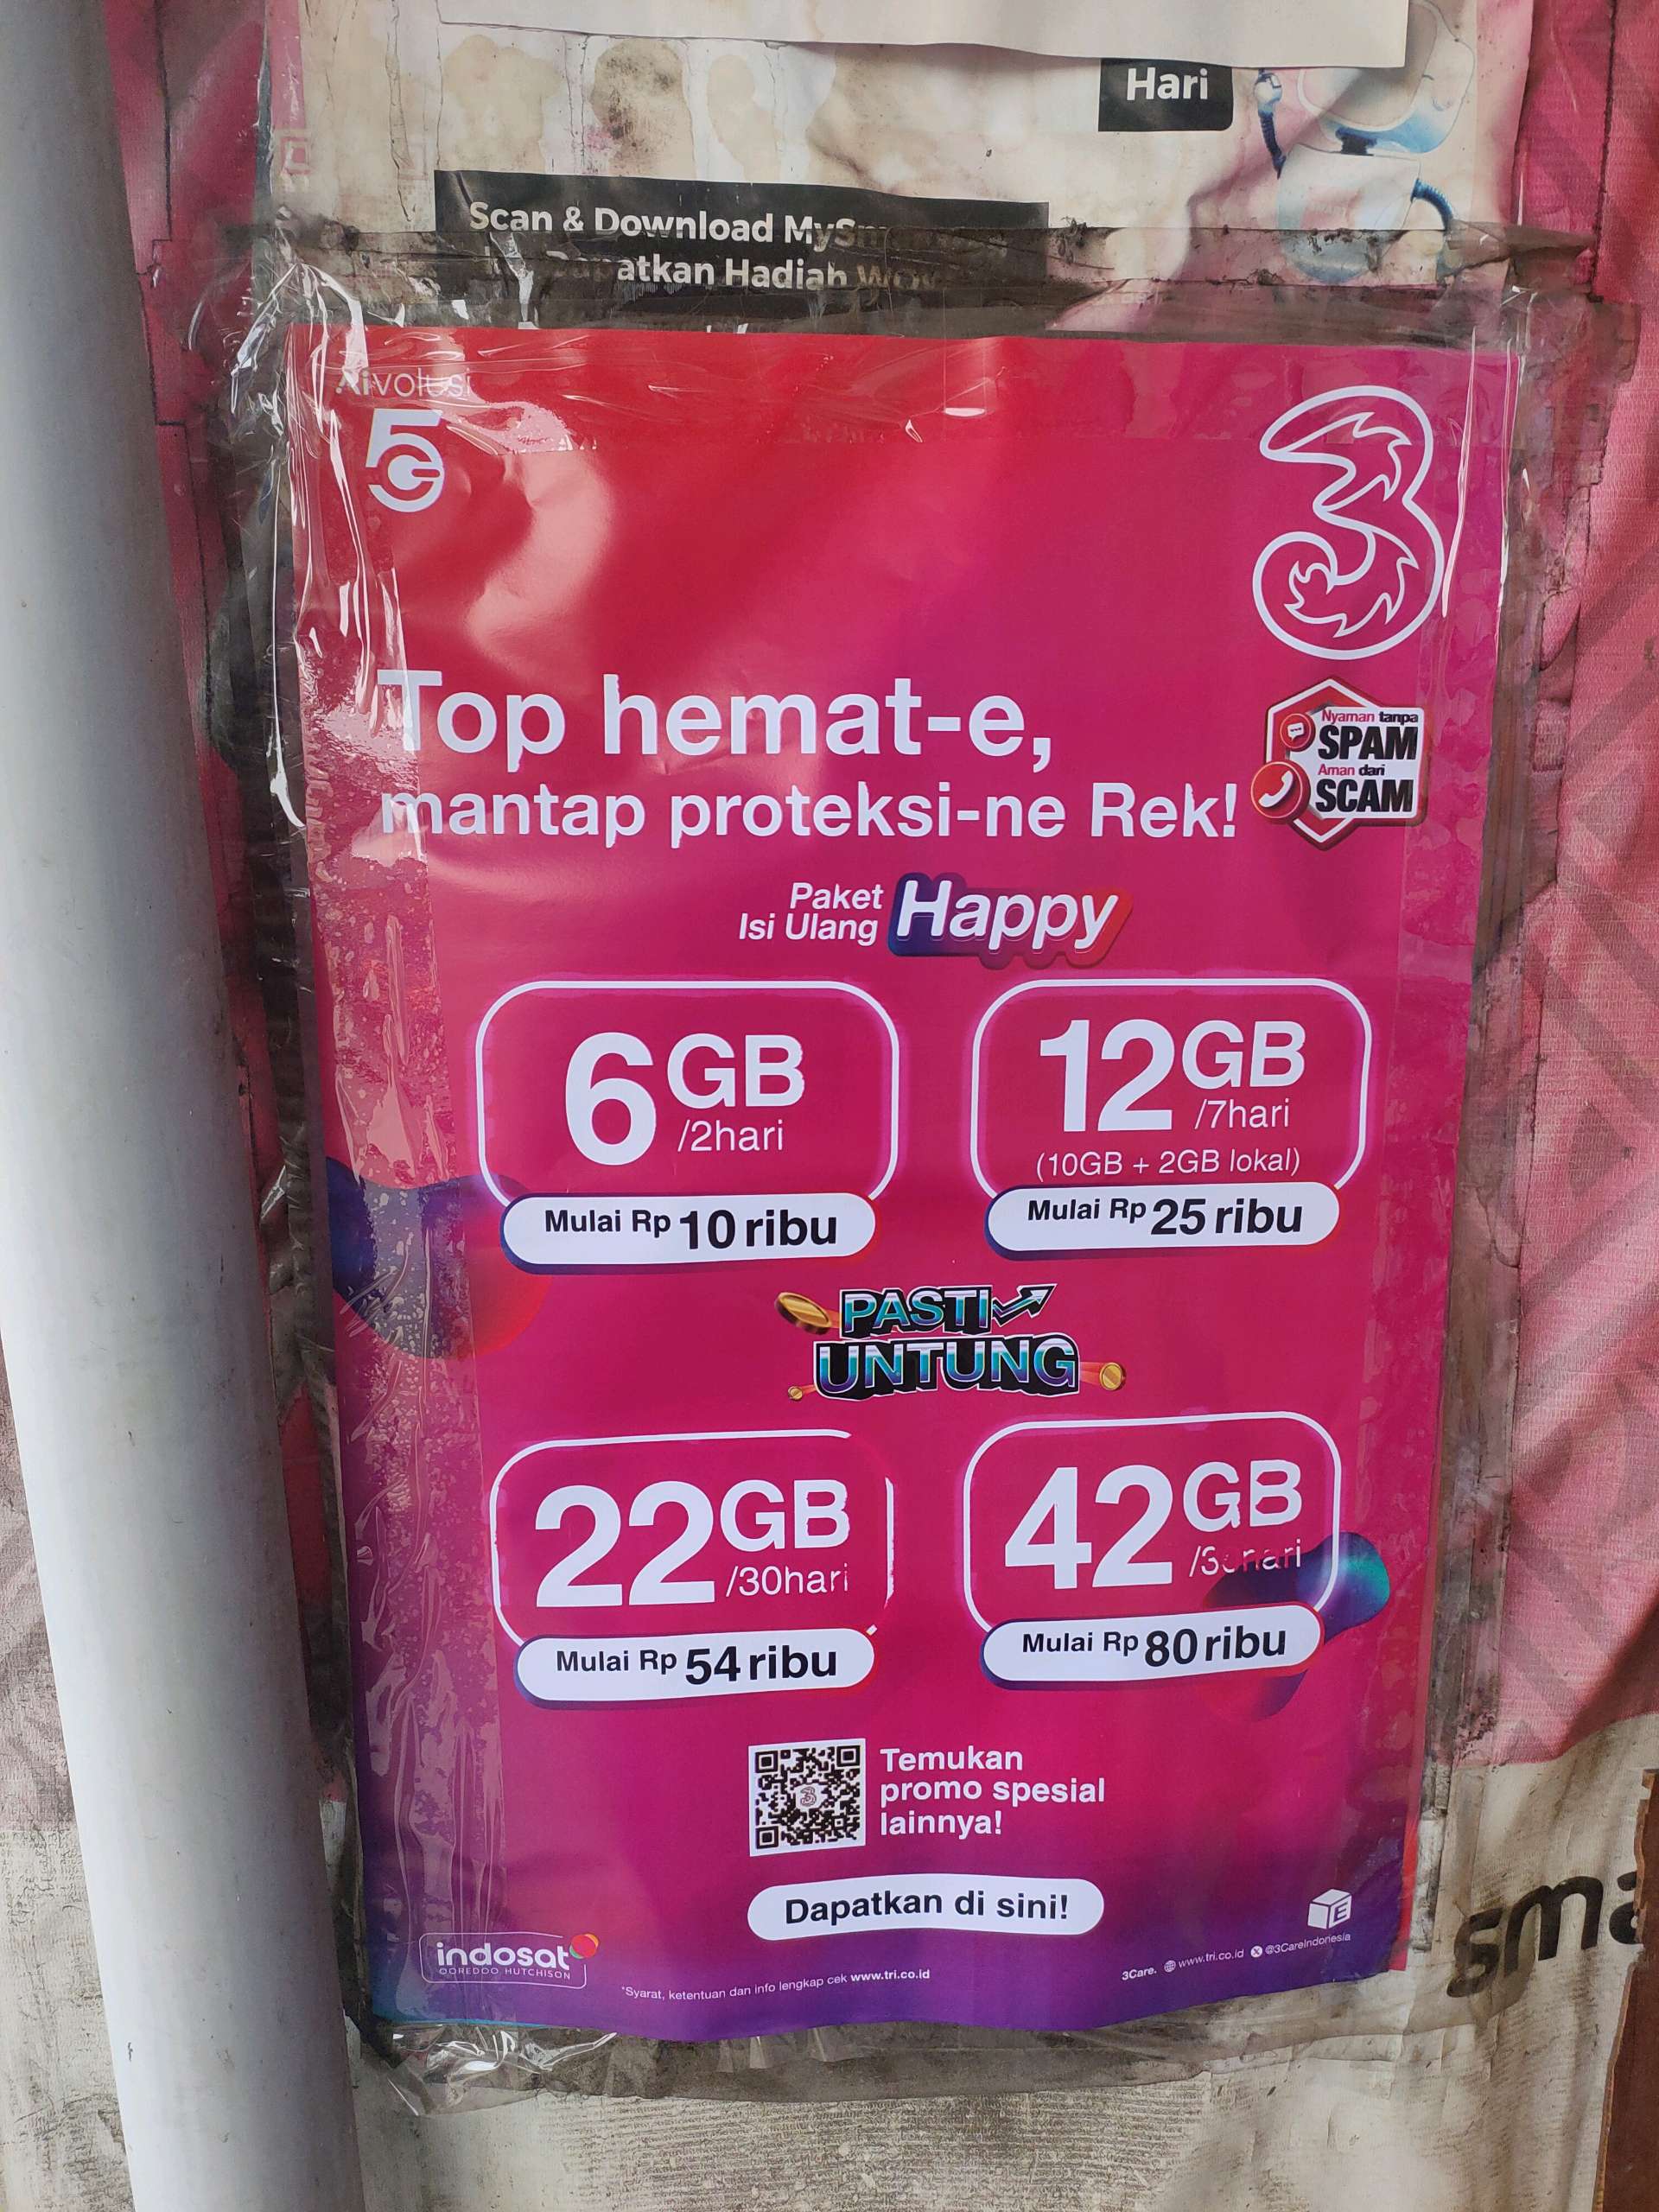 Hari
Scan & Download
Hadiah
5G
3
Top hemat-e,
mantap proteksi-ne Rek!
Nyaman tanpa
SPAM
Aman dari
SCAM
Paket
Isi Ulang
Happy
6GB
/2hari
Mulai Rp 10 ribu
12GB
/7hari
(10GB + 2GB lokal)
Mulai Rp 25 ribu
PASTI
UNTUNG
22GB
/30hari
Mulai Rp 54 ribu
42GB
Mulai Rp 80 ribu
Temukan
promo spesial
lainnya!
Dapatkan di sini!
E
indosat
OOREDOO HUTCHISON
*Syarat, ketentuan dan info lengkap cek www.tri.co.id
3Care. www.tri.co.id X @3CareIndonesia